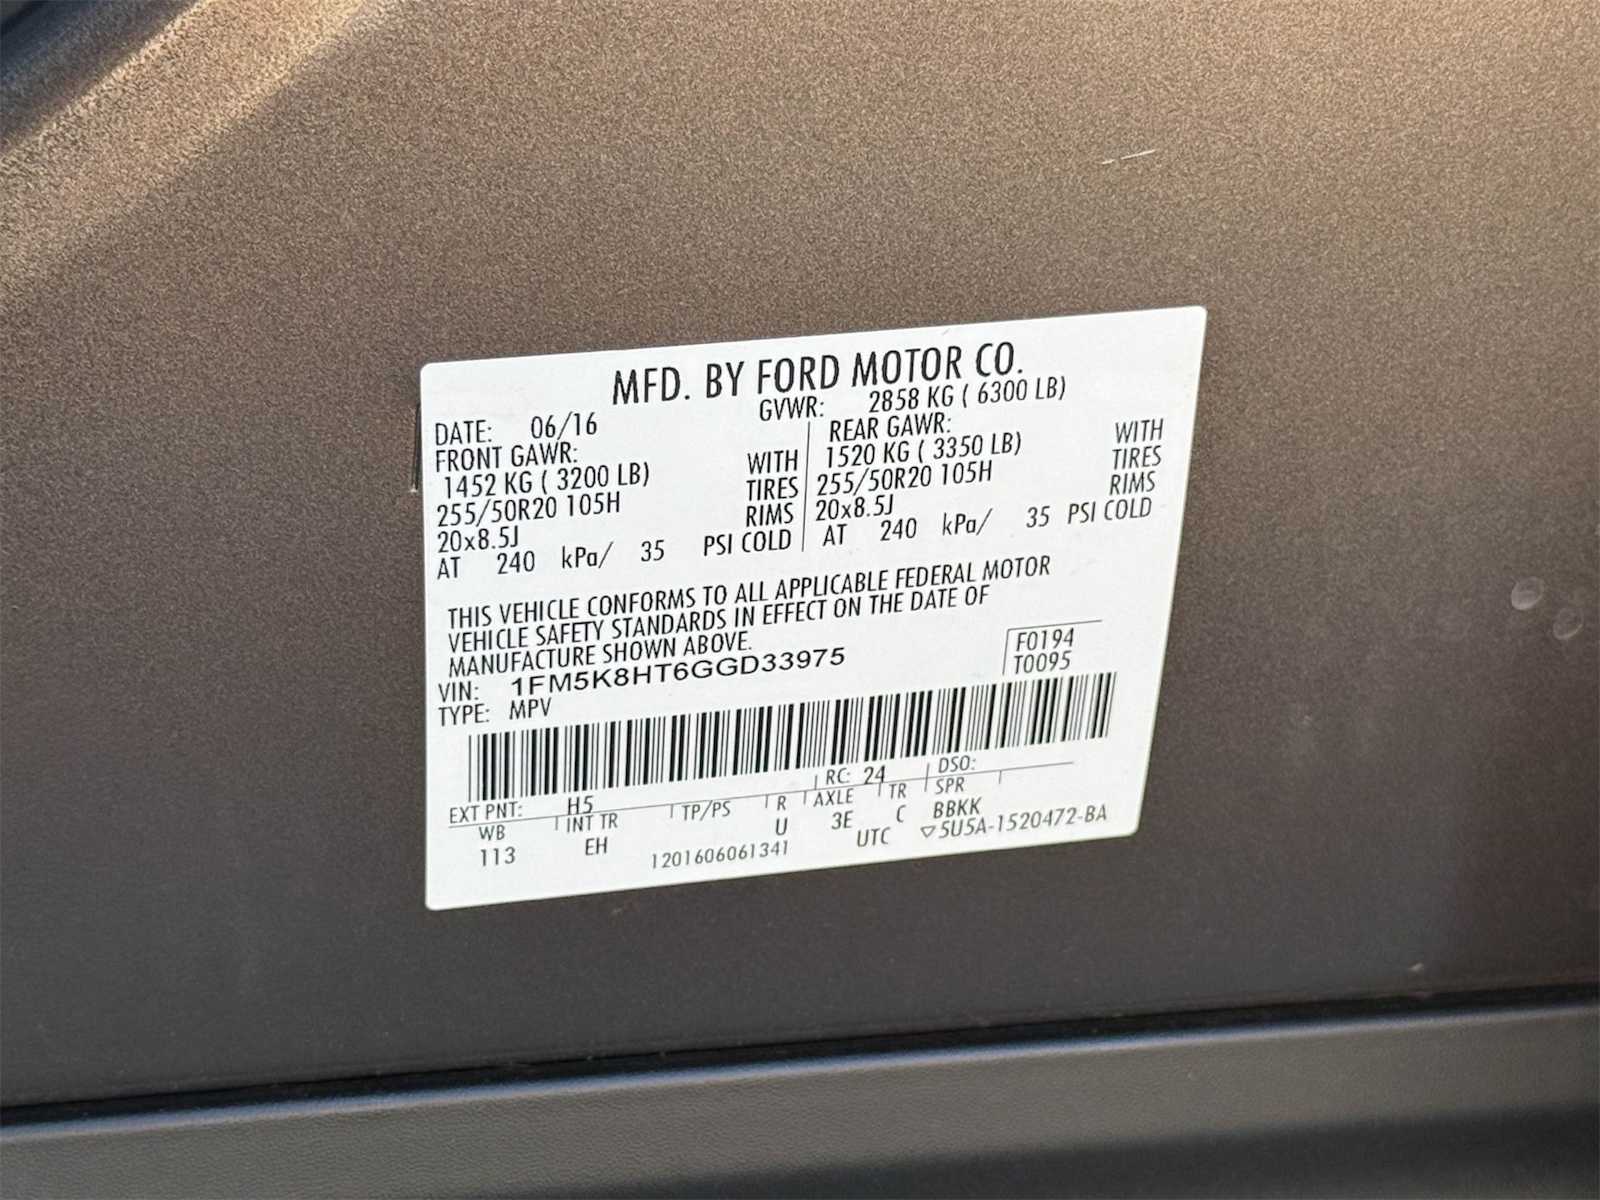 MFD. BY FORD MOTOR CO.
DATE: 06/16 GVWR: 2858 KG ( 6300 LB)
FRONT GAWR: REAR GAWR:
1452 KG ( 3200 LB) WITH 1520 KG ( 3350 LB) WITH
255/50R20 105H TIRES 255/50R20 105H TIRES
20x8.5J RIMS 20x8.5J RIMS
AT 240 kPa/ 35 PSI COLD AT 240 kPa/ 35 PSI COLD
THIS VEHICLE CONFORMS TO ALL APPLICABLE FEDERAL MOTOR
VEHICLE SAFETY STANDARDS IN EFFECT ON THE DATE OF
MANUFACTURE SHOWN ABOVE.
VIN: 1FM5K8HT6GGD33975 F0194
TYPE: MPV T0095
EXT PNT: H5 RC: 24 DSO:
WB INT TR TP/PS R AXLE TR SPR
113 EH U 3E C BBKK
1201606061341 UTC ▽5U5A-1520472-BA